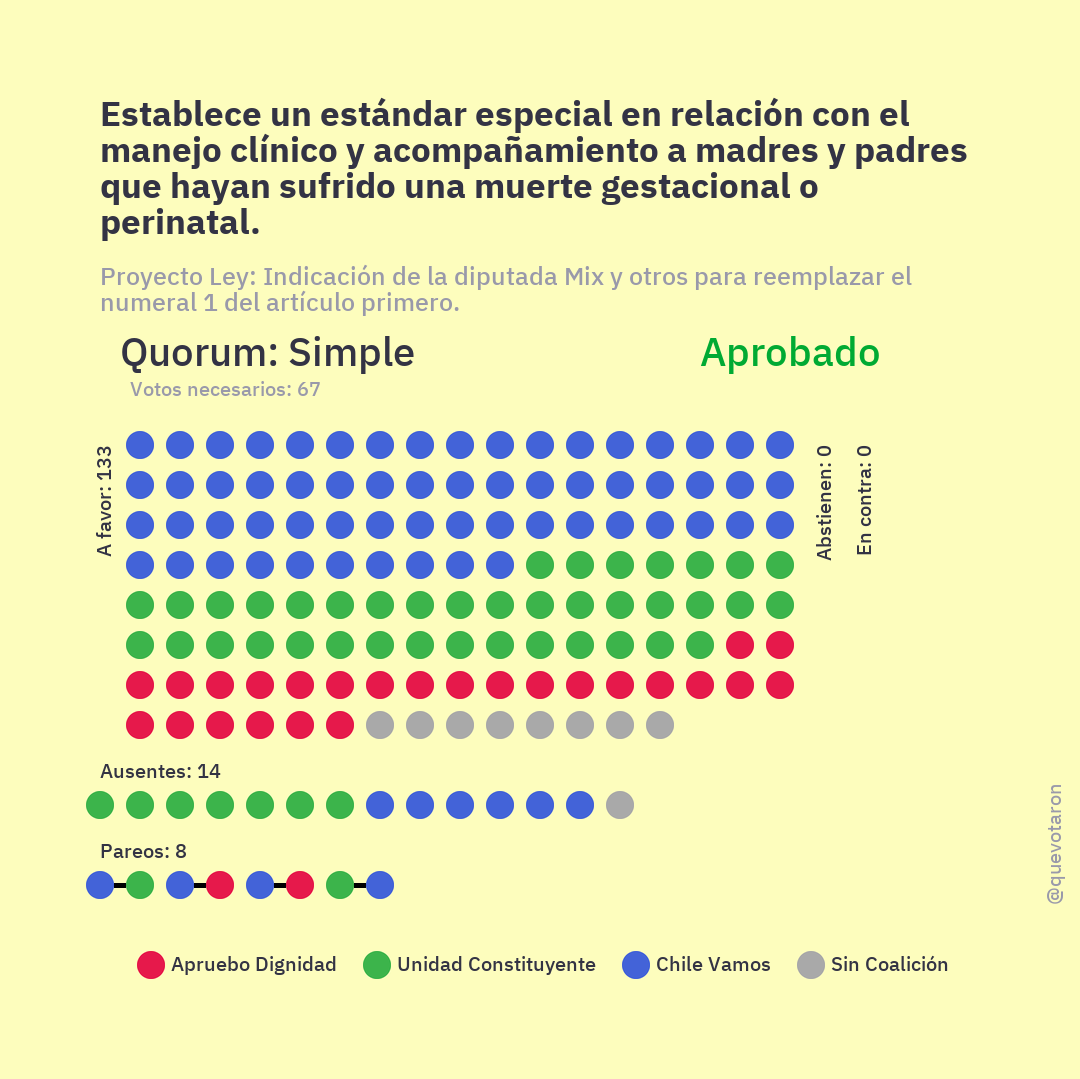 Establece un estándar especial en relación con el
manejo clínico y acompañamiento a madres y padres
que hayan sufrido una muerte gestacional o
perinatal.
Proyecto Ley: Indicación de la diputada Mix y otros para reemplazar el
numeral 1 del artículo primero.
Quorum: Simple
Aprobado
Votos necesarios: 67
A favor: 133
Abstienen: 0
En contra: 0
Ausentes: 14
Pareos: 8
@quevotaron
Apruebo Dignidad
Unidad Constituyente
Chile Vamos
Sin Coalición